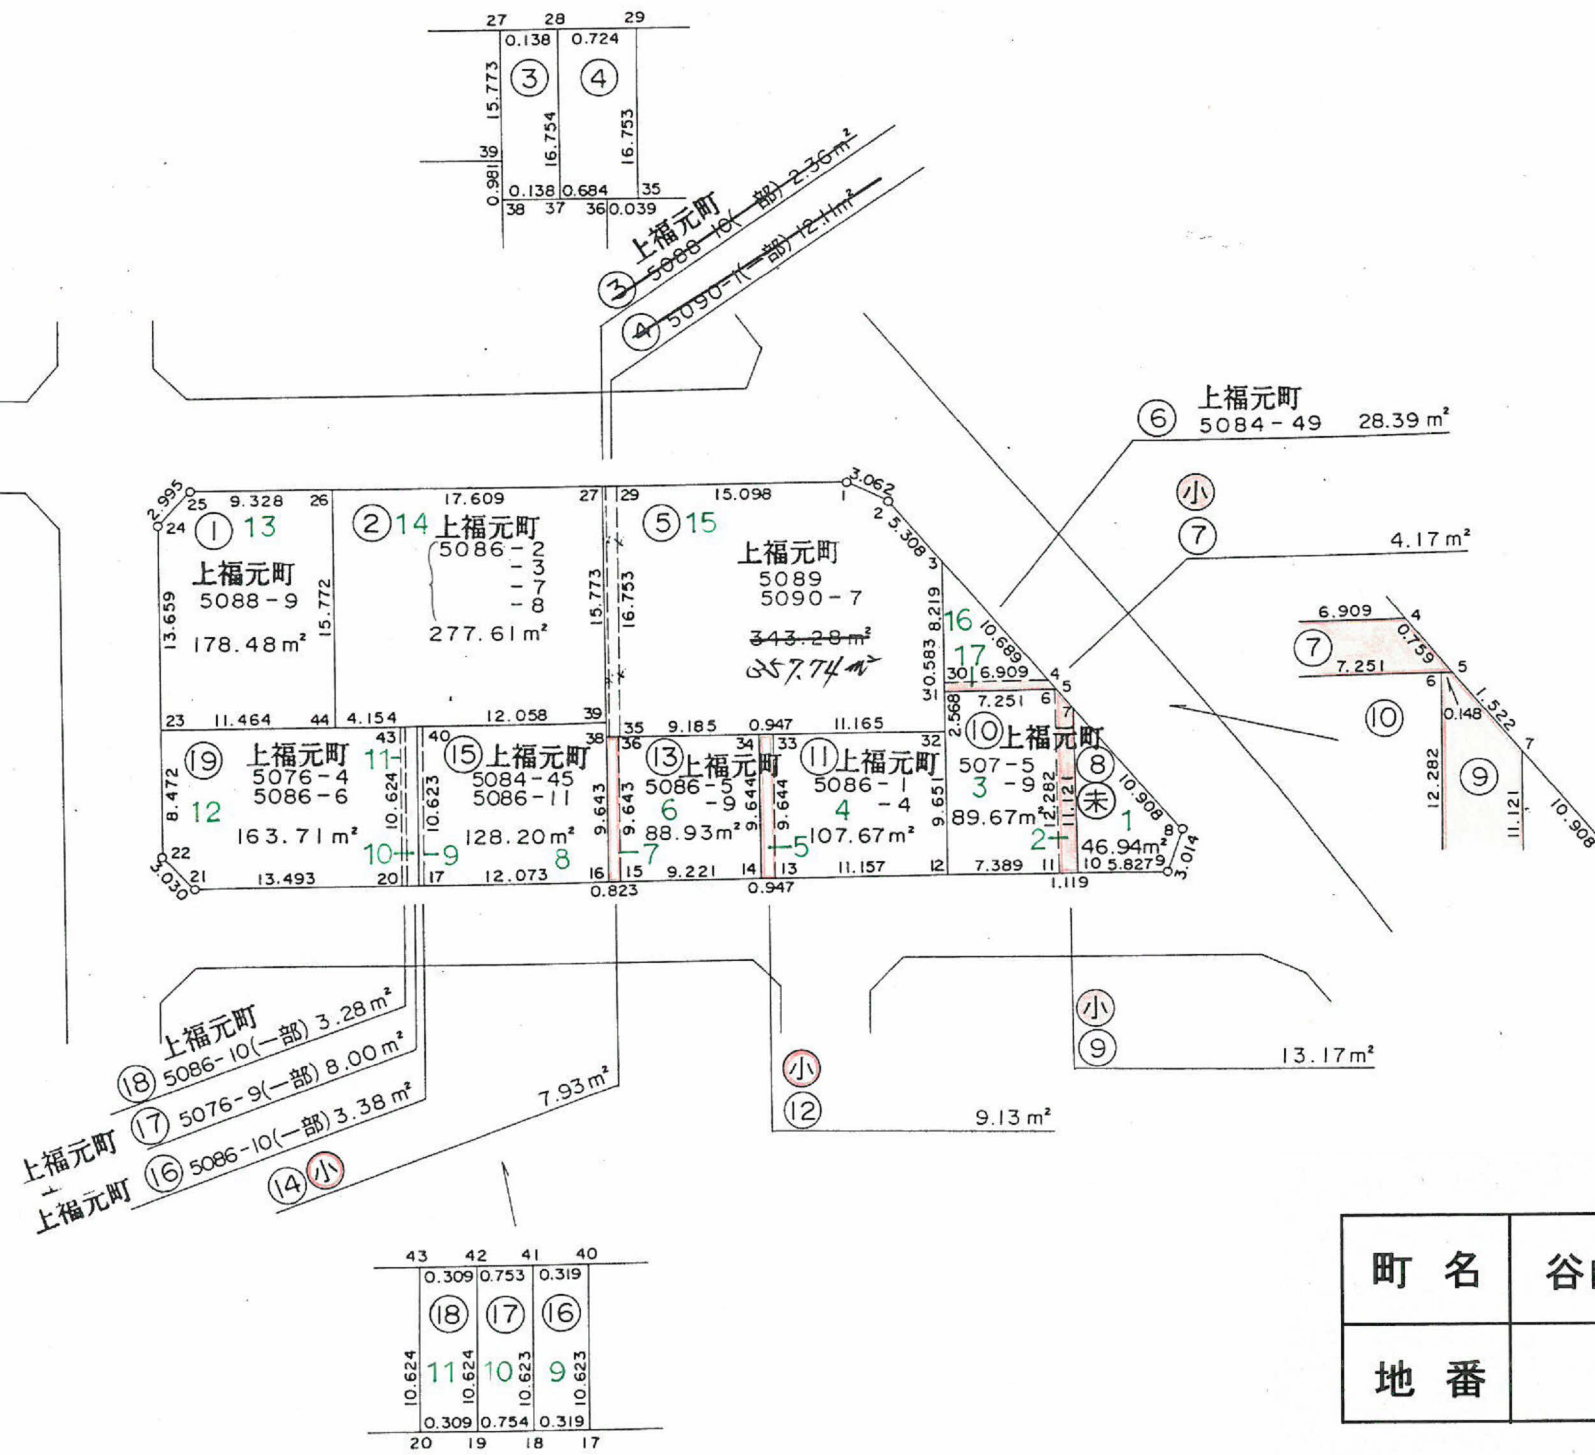 27 28 29
0.138 0.724
③ ④
15.773
16.754
16.753
39
0.981
0.138 0.684 35
38 37 36 0.039
上福元町
③ 5088-10(一部) 2.36m²
④ 5090-1(一部) 12.11m²
⑥ 上福元町
5084-49 28.39m²
小
⑦ 4.17m²
2.995
25 9.328 26
17.609
27 29 15.098
1 3.062
2
24
5.308
3
① 13
上福元町
5088-9
178.48m²
13.659
15.772
② 14 上福元町
5086-2
-3
-7
-8
277.61m²
15.773
16.753
⑤ 15
上福元町
5089
5090-7
343.28m²
357.74m²
8.219
16
10.689
17
0.583
30 6.909 4
31 7.251 6 5
7
6.909 4
⑦ 0.759
7.251 5
6
0.148
1.522
7
⑩
⑨
12.282
11.121
10.908
23 11.464 44 4.154 12.058 39
43 40 38 35 9.185 0.947 11.165
36 34 33 32
2.568
⑲ 上福元町
5076-4
5086-6
12
163.71m²
8.472
11
10.624
10.623
10 9
⑮ 上福元町
5084-45
5086-11
128.20m²
8
9.643
9.643
7
⑬ 上福元町
5086-5
6 -9
88.93m²
9.644
9.644
5
⑪ 上福元町
5086-1
4 -4
107.67m²
9.651
⑩ 上福元町
507-5
3 -9
89.67m²
12.282
11.121
2
⑧
未
1
46.94m²
10.908
8
3.014
22
3.030
21 13.493 20 17 12.073 16 15 9.221 14 13 11.157 12 7.389 11 10 5.827 9
0.823 0.947 1.119
上福元町
⑱ 5086-10(一部) 3.28m²
上福元町 ⑰ 5076-9(一部) 8.00m²
上福元町 ⑯ 5086-10(一部) 3.38m²
⑭ 小 7.93m²
小
⑫ 9.13m²
小
⑨ 13.17m²
43 42 41 40
0.309 0.753 0.319
⑱ ⑰ ⑯
10.624
11
10.624
10
10.623
9
10.623
0.309 0.754 0.319
20 19 18 17
町名 谷
地番